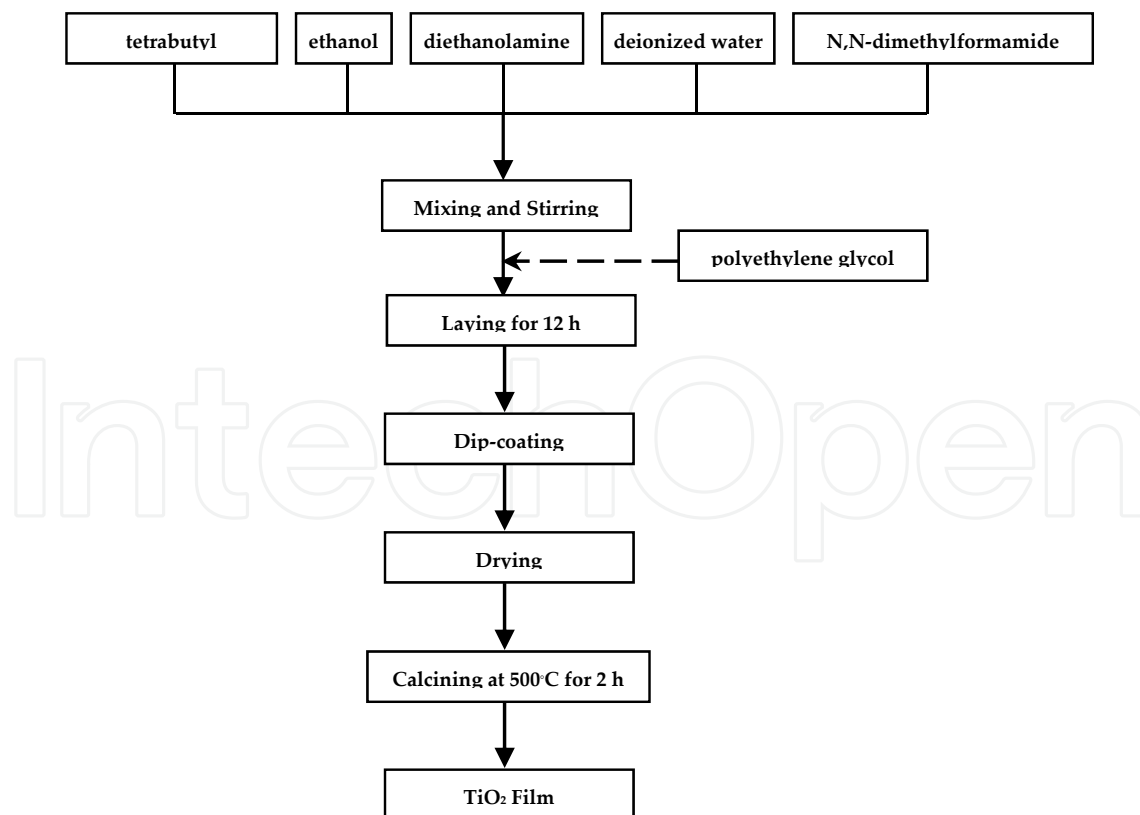 tetrabutyl
ethanol
diethanolamine
deionized water
N,N-dimethylformamide
Mixing and Stirring
polyethylene glycol
Laying for 12 h
Dip-coating
Drying
Calcining at 500°C for 2 h
TiO₂ Film
IntechOpen